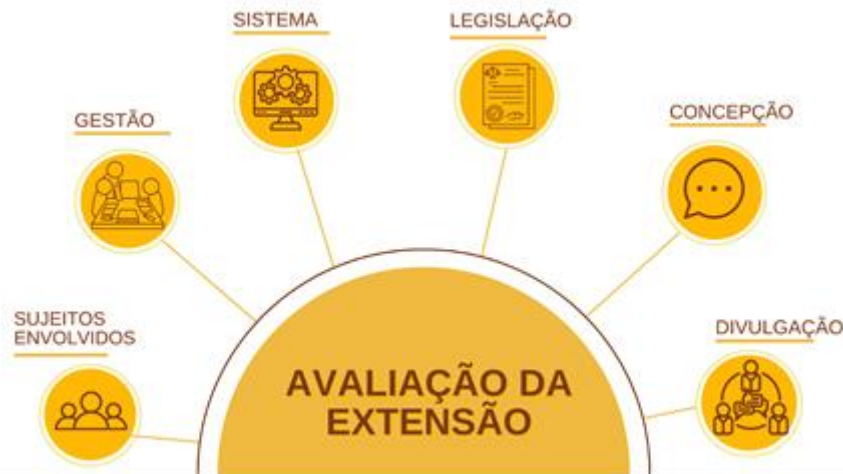 SISTEMA
LEGISLAÇÃO
GESTÃO
CONCEPÇÃO
SUJEITOS
ENVOLVIDOS
DIVULGAÇÃO
AVALIAÇÃO DA
EXTENSÃO